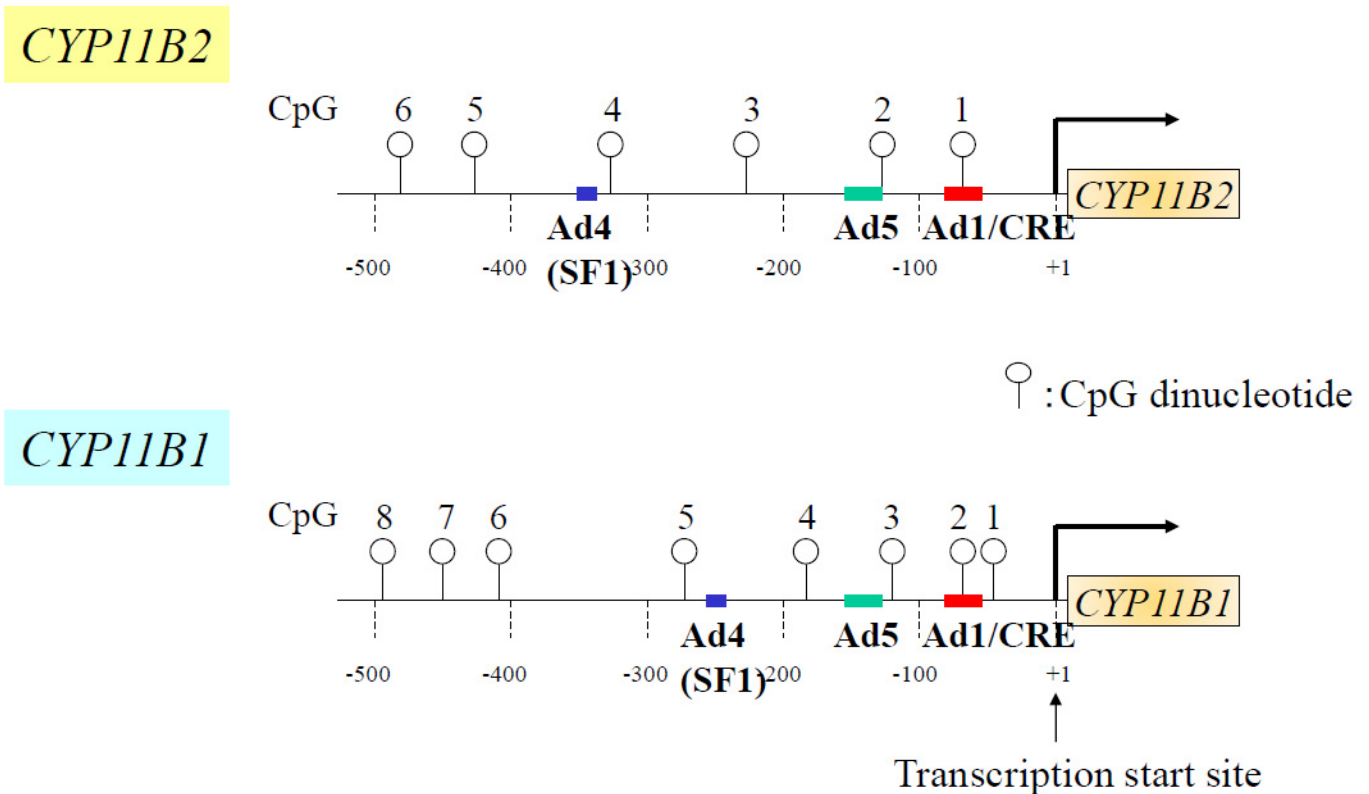 CYP11B2
CpG 6 5 4 3 2 1
CYP11B2
Ad4 Ad5 Ad1/CRE
(SF1)
-500 -400 -300 -200 -100 +1
: CpG dinucleotide
CYP11B1
CpG 8 7 6 5 4 3 2 1
CYP11B1
Ad4 Ad5 Ad1/CRE
(SF1)
-500 -400 -300 -200 -100 +1
Transcription start site